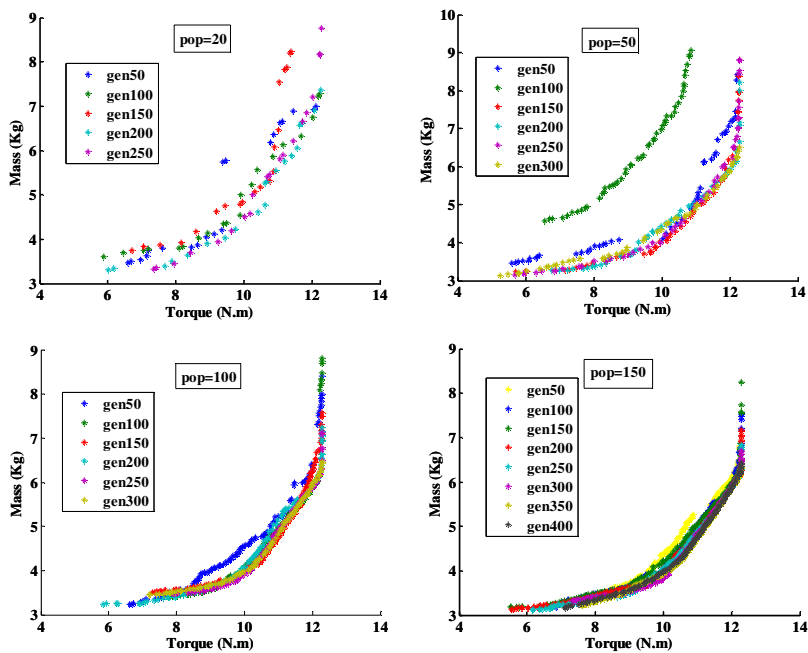 9
8
7
6
5
4
3
Mass (Kg)
pop=20
gen50
gen100
gen150
gen200
gen250
4 6 8 10 12 14
Torque (N.m)
10
9
8
7
6
5
4
3
Mass (Kg)
pop=50
gen50
gen100
gen150
gen200
gen250
gen300
4 6 8 10 12 14
Torque (N.m)
9
8
7
6
5
4
3
Mass (Kg)
pop=100
gen50
gen100
gen150
gen200
gen250
gen300
4 6 8 10 12 14
Torque (N.m)
9
8
7
6
5
4
3
Mass (Kg)
pop=150
gen50
gen100
gen150
gen200
gen250
gen300
gen350
gen400
4 6 8 10 12 14
Torque (N.m)